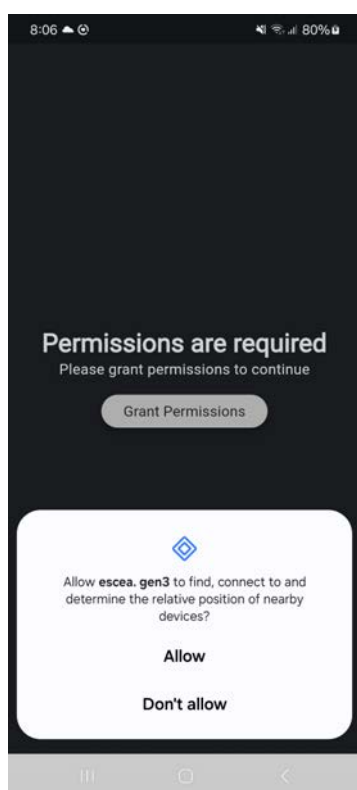 8:06
80%
Permissions are required
Please grant permissions to continue
Grant Permissions
Allow escea. gen3 to find, connect to and
determine the relative position of nearby
devices?
Allow
Don't allow